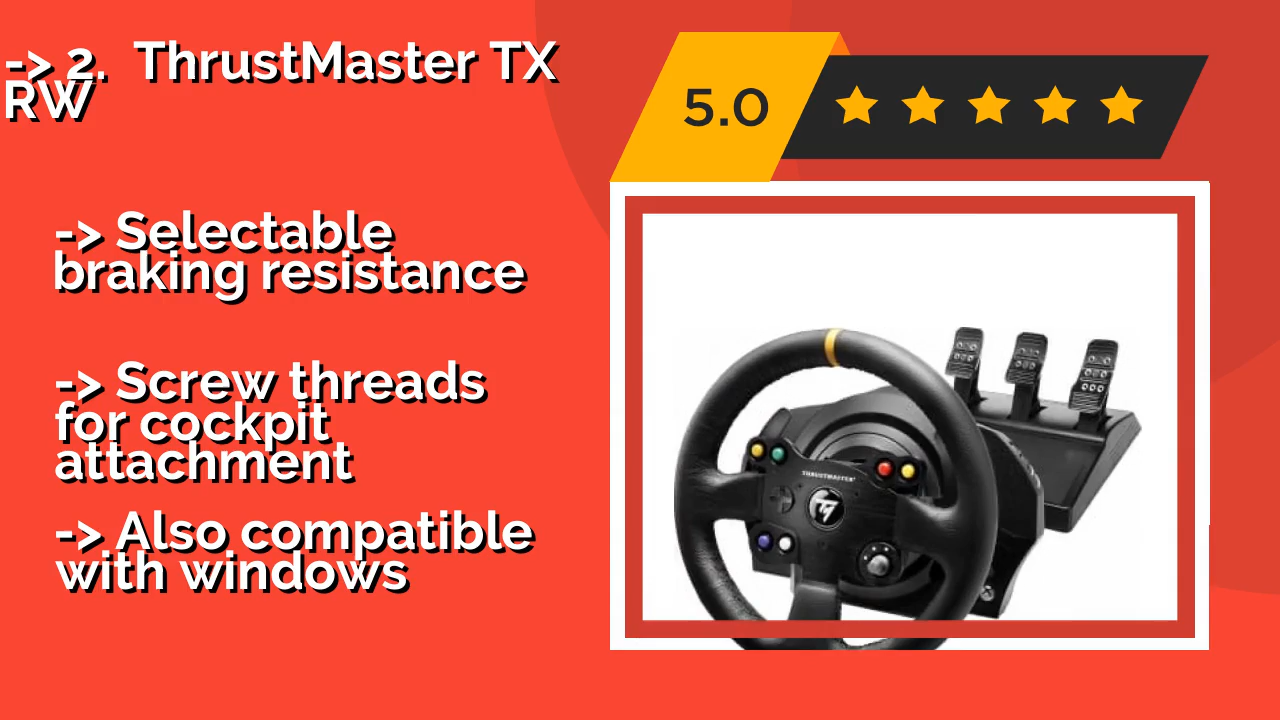 -> 2.  ThrustMaster TX
RW
5.0
-> Selectable
braking resistance
-> Screw threads
for cockpit
attachment
-> Also compatible
with windows
THRUSTMASTER